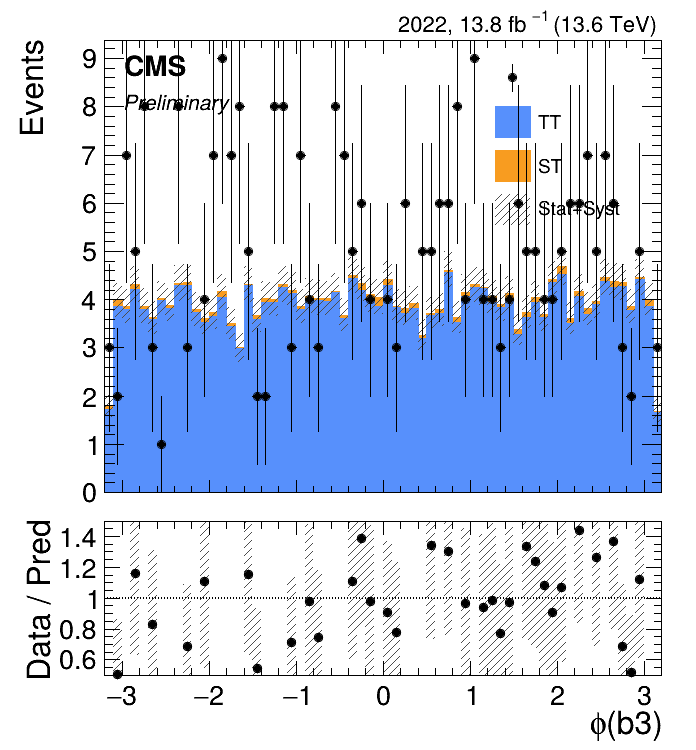 2022, 13.8 fb⁻¹ (13.6 TeV)
CMS
Preliminary
Events
9
8
7
6
5
4
3
2
1
0
TT
ST
Stat+Syst
Data / Pred
1.4
1.2
1
0.8
0.6
−3 −2 −1 0 1 2 3
ϕ(b3)